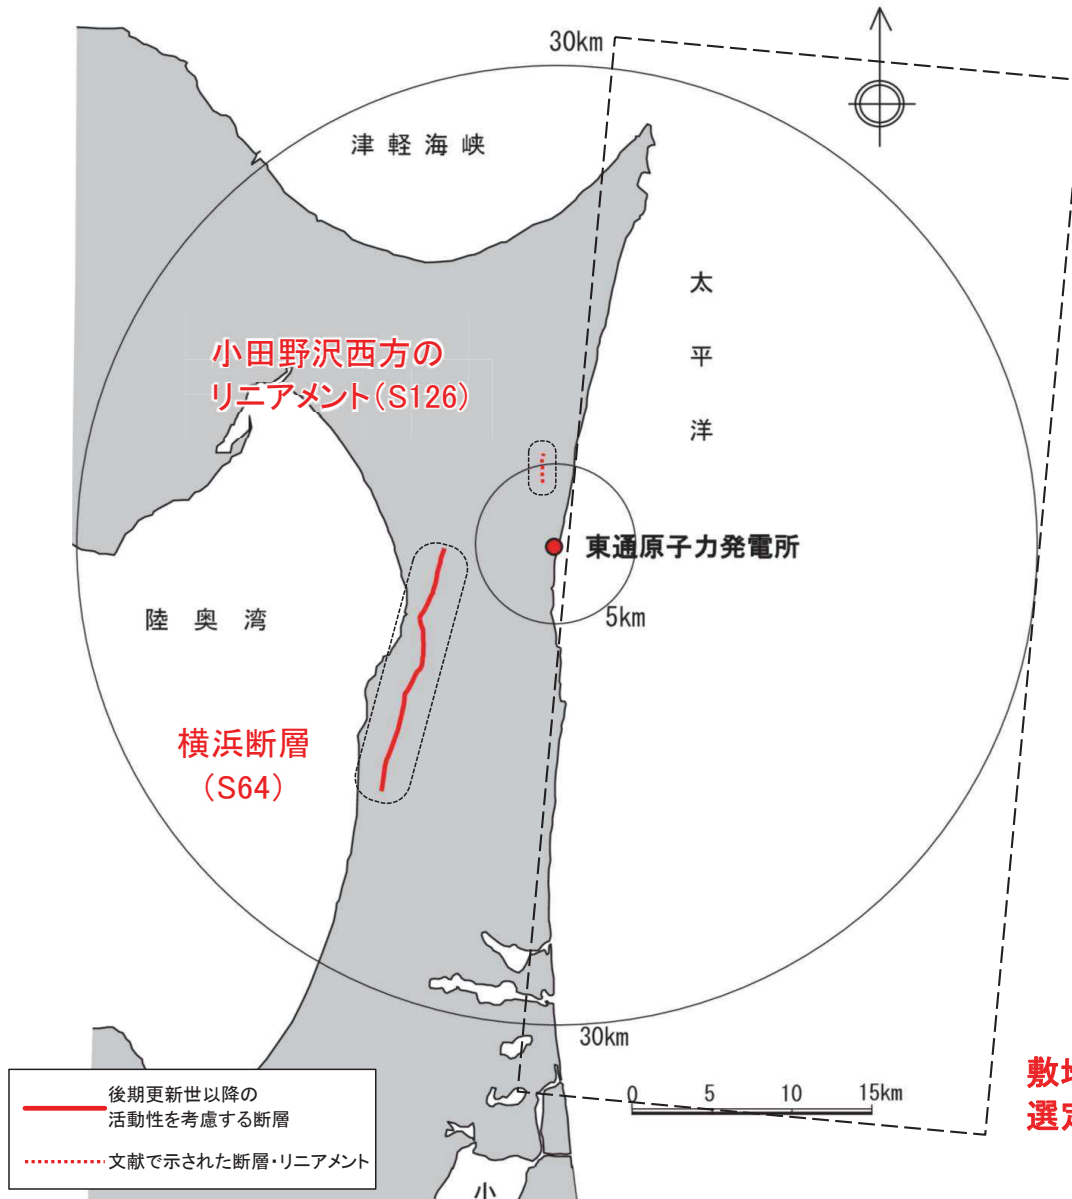 30km
津軽海峡
太
平
洋
小田野沢西方の
リニアメント(S126)
東通原子力発電所
5km
陸奥湾
横浜断層
(S64)
30km
0 5 10 15km
後期更新世以降の
活動性を考慮する断層
文献で示された断層・リニアメント
小